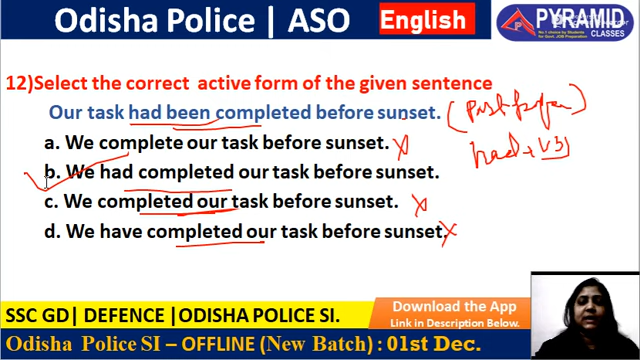 Odisha Police | ASO
English
PYRAMID
CLASSES
12)Select the correct active form of the given sentence
Our task had been completed before sunset.
a. We complete our task before sunset.
b. We had completed our task before sunset.
c. We completed our task before sunset.
d. We have completed our task before sunset.
had + V3
SSC GD| DEFENCE |ODISHA POLICE SI.
Download the App
Link in Description Below.
Odisha Police SI – OFFLINE (New Batch) : 01st Dec.